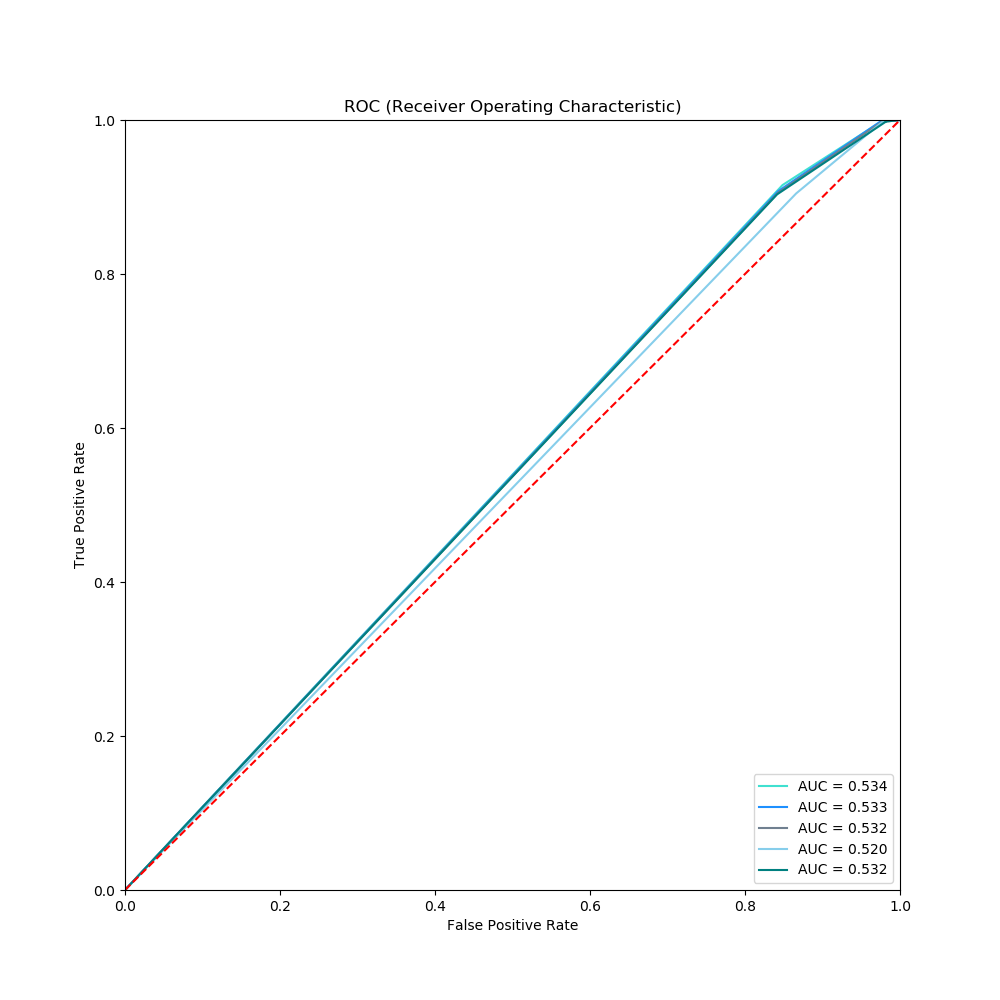 ROC (Receiver Operating Characteristic)
1.0
0.8
0.6
0.4
0.2
0.0
True Positive Rate
0.0 0.2 0.4 0.6 0.8 1.0
False Positive Rate
AUC = 0.534
AUC = 0.533
AUC = 0.532
AUC = 0.520
AUC = 0.532